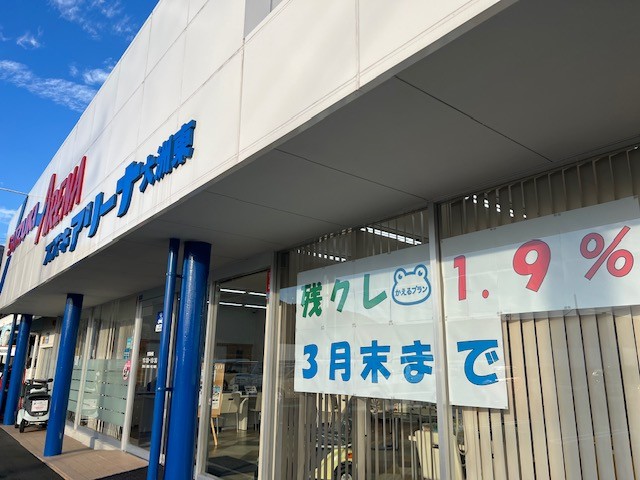 ARENA
スズキアリーナ大洲東
残クレ
かえるプラン
1.9%
3月末まで